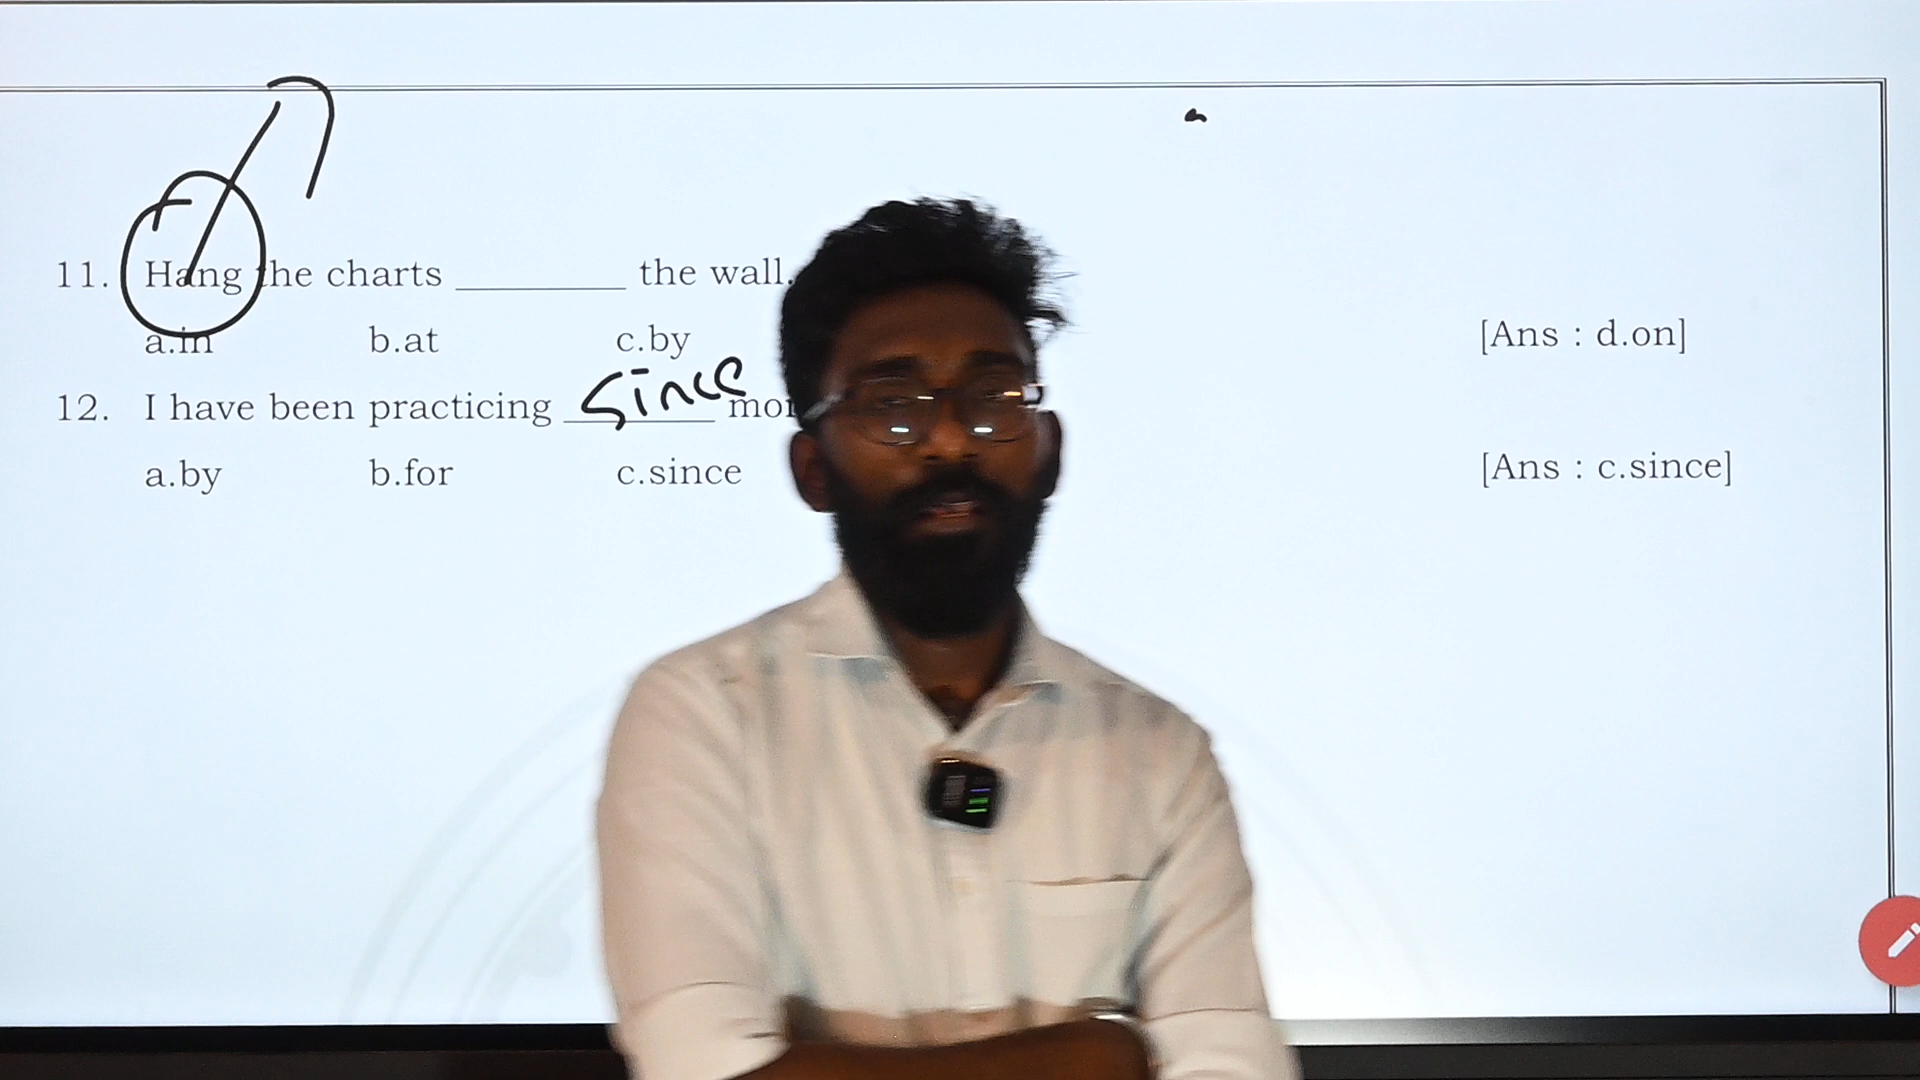 11. Hang the charts ________ the wall.
a.in b.at c.by [Ans : d.on]
12. I have been practicing since
a.by b.for c.since [Ans : c.since]